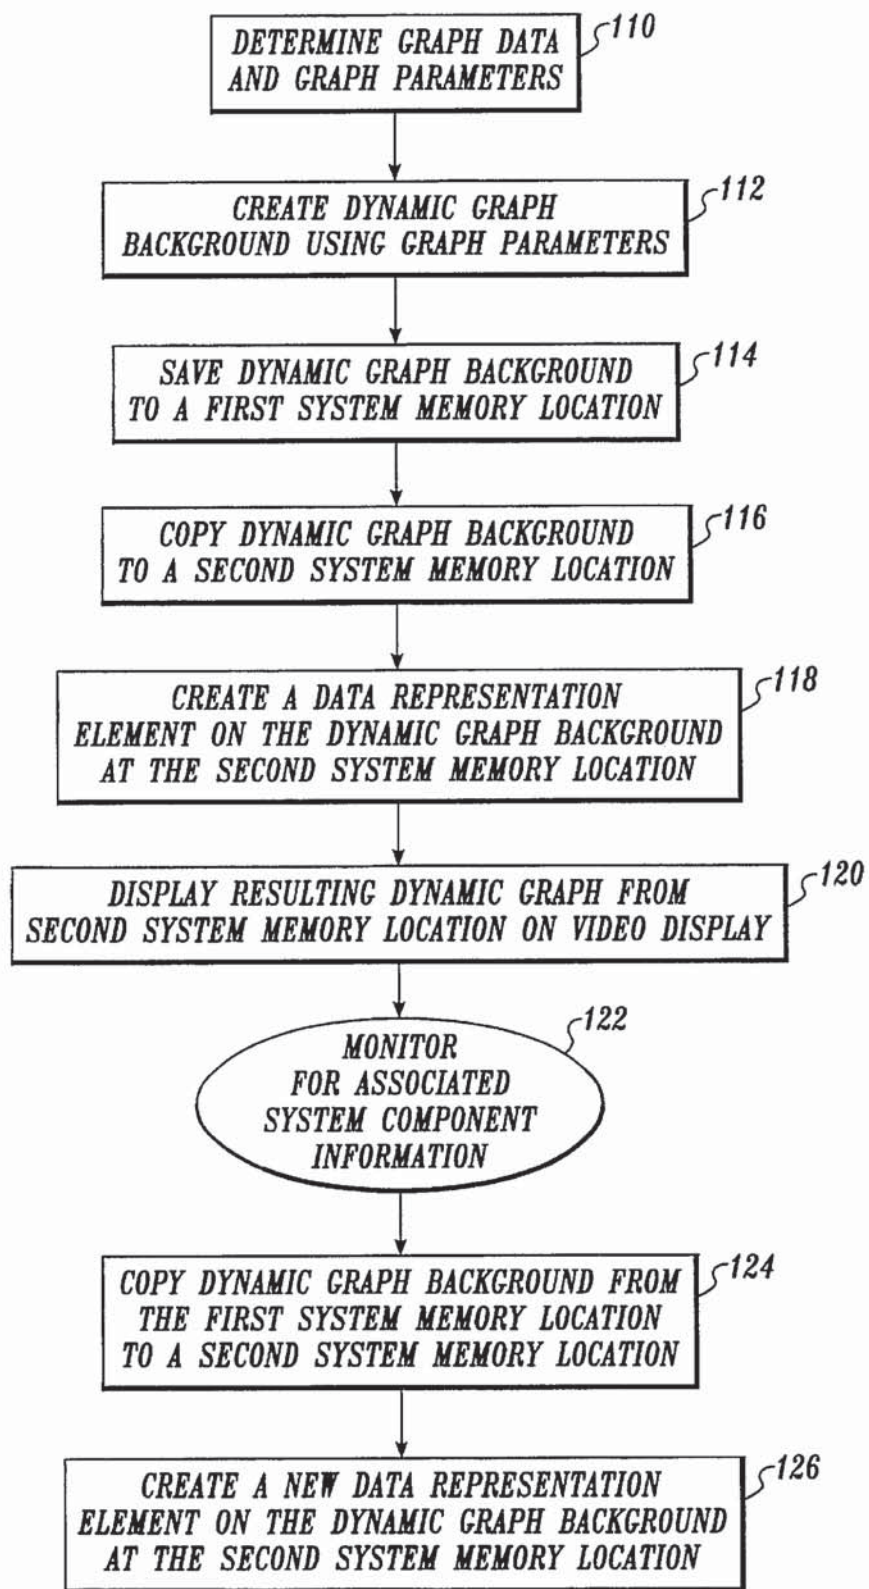 DETERMINE GRAPH DATA
AND GRAPH PARAMETERS
110
CREATE DYNAMIC GRAPH
BACKGROUND USING GRAPH PARAMETERS
112
SAVE DYNAMIC GRAPH BACKGROUND
TO A FIRST SYSTEM MEMORY LOCATION
114
COPY DYNAMIC GRAPH BACKGROUND
TO A SECOND SYSTEM MEMORY LOCATION
116
CREATE A DATA REPRESENTATION
ELEMENT ON THE DYNAMIC GRAPH BACKGROUND
AT THE SECOND SYSTEM MEMORY LOCATION
118
DISPLAY RESULTING DYNAMIC GRAPH FROM
SECOND SYSTEM MEMORY LOCATION ON VIDEO DISPLAY
120
MONITOR
FOR ASSOCIATED
SYSTEM COMPONENT
INFORMATION
122
COPY DYNAMIC GRAPH BACKGROUND FROM
THE FIRST SYSTEM MEMORY LOCATION
TO A SECOND SYSTEM MEMORY LOCATION
124
CREATE A NEW DATA REPRESENTATION
ELEMENT ON THE DYNAMIC GRAPH BACKGROUND
AT THE SECOND SYSTEM MEMORY LOCATION
126